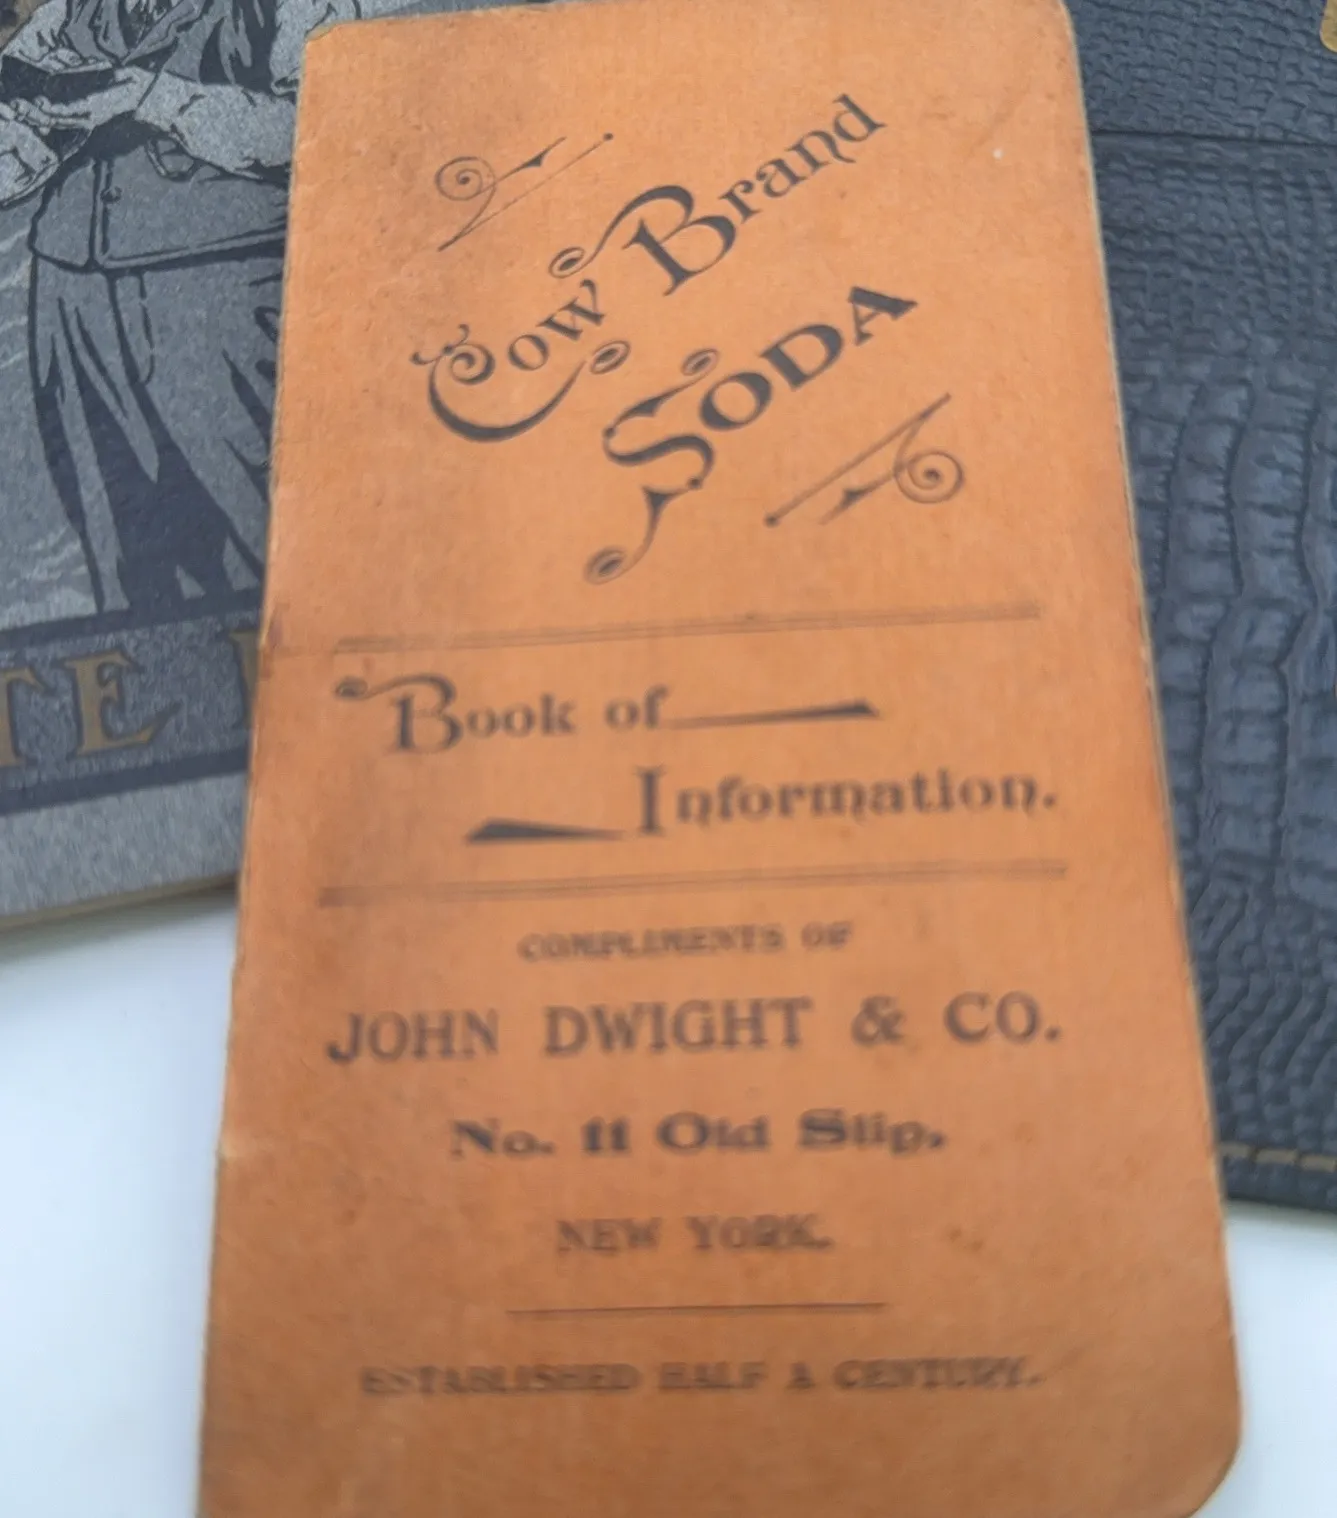 Cow Brand
SODA
Book of
Information.
COMPLIMENTS OF
JOHN DWIGHT & CO.
No. 11 Old Slip,
NEW YORK.
ESTABLISHED HALF A CENTURY.
TE